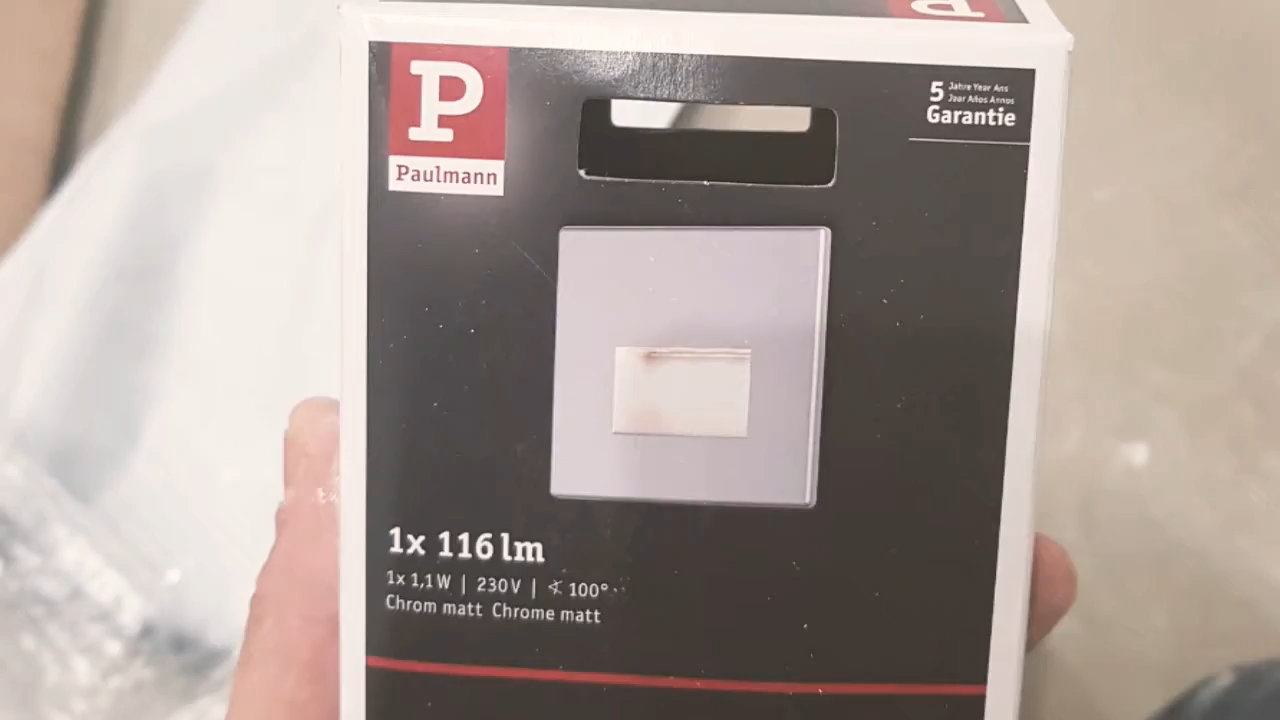 P
P
Paulmann
5 Jahre Year Ans
Jaar Años Annos
Garantie
1x 116 lm
1x 1,1W | 230V | ∢ 100°
Chrom matt Chrome matt